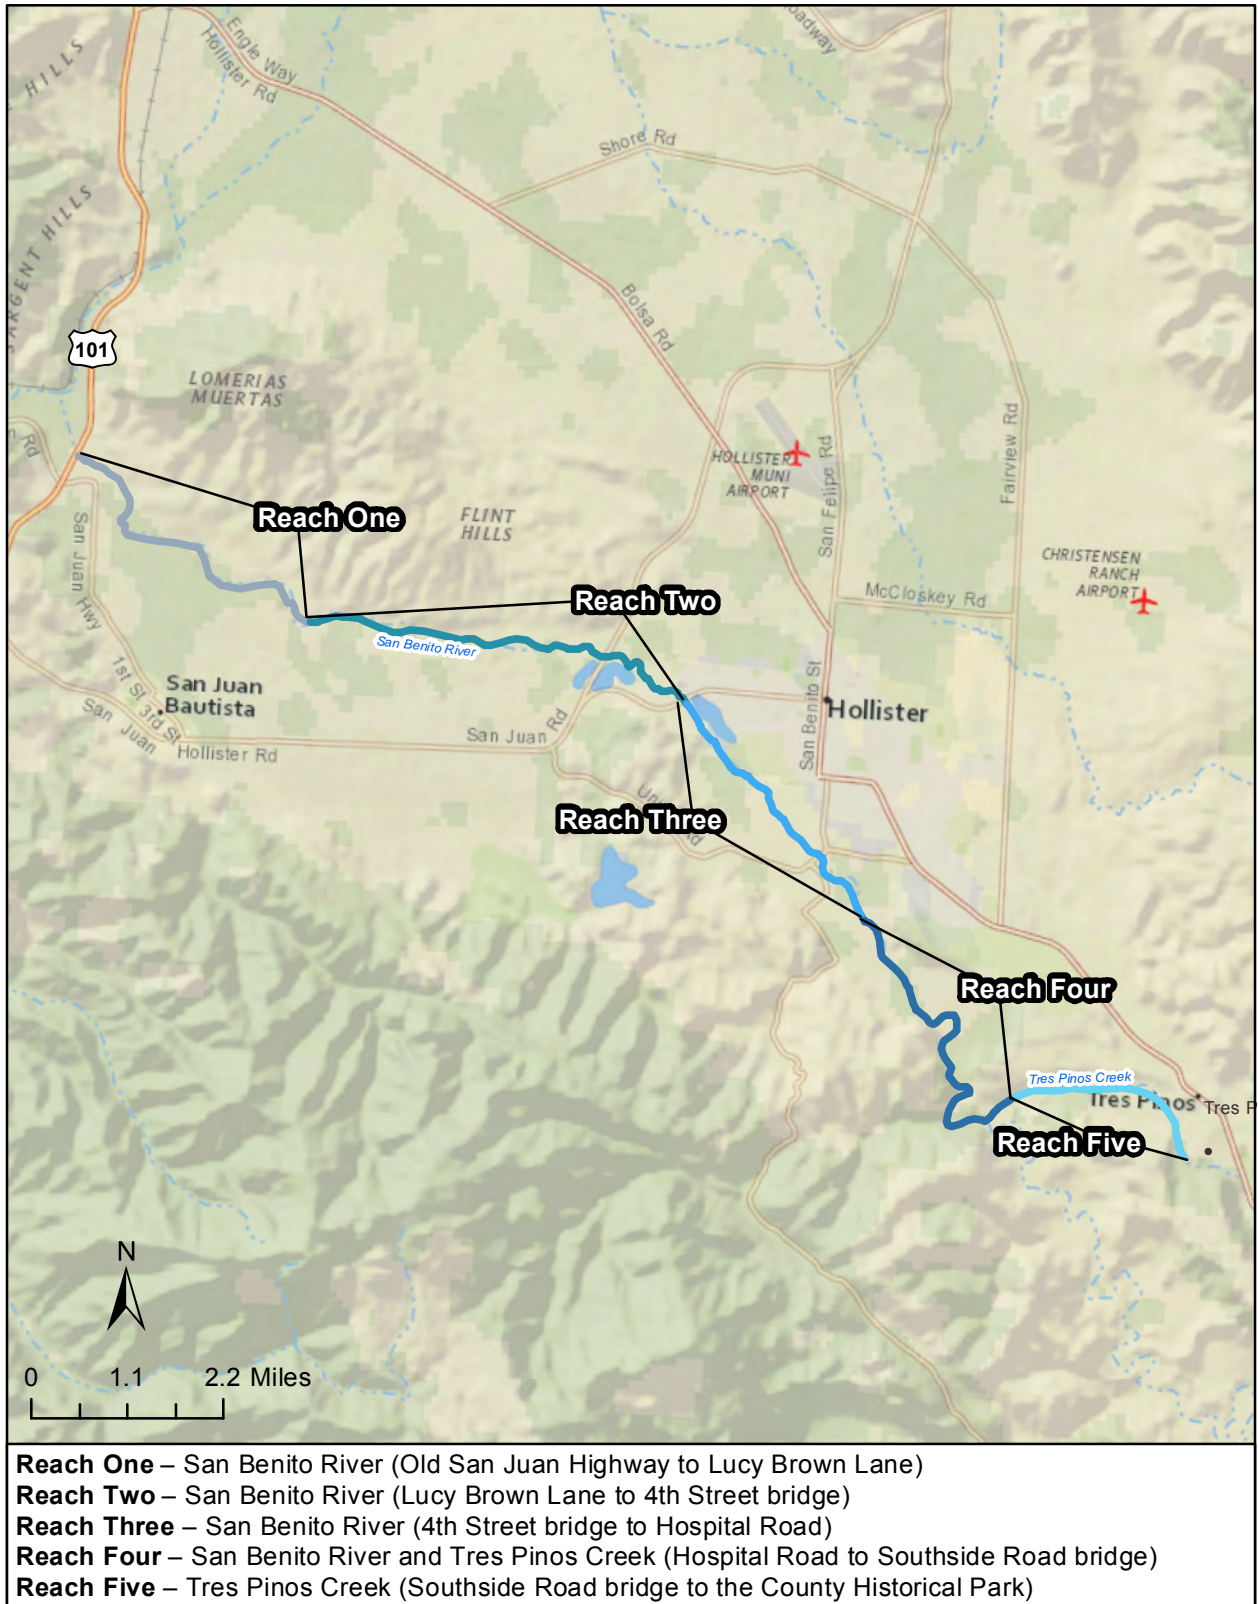 HILLS
Engle Way
Hollister Rd
oadway
Shore Rd
SARGENT HILLS
Bolsa Rd
101
LOMERIAS
MUERTAS
Fairview Rd
HOLLISTER
MUNI
AIRPORT
San Felipe Rd
n Rd
Reach One
FLINT
HILLS
San Juan Hwy
CHRISTENSEN
RANCH
AIRPORT
McCloskey Rd
Reach Two
San Benito River
1st St
3rd St
San Juan
Bautista
San Benito St
Hollister
San Juan
Hollister Rd
San Juan Rd
Un
Rd
Reach Three
Reach Four
Tres Pinos Creek
Tres Pinos
Tres P
Reach Five
N
0 1.1 2.2 Miles
Reach One – San Benito River (Old San Juan Highway to Lucy Brown Lane)
Reach Two – San Benito River (Lucy Brown Lane to 4th Street bridge)
Reach Three – San Benito River (4th Street bridge to Hospital Road)
Reach Four – San Benito River and Tres Pinos Creek (Hospital Road to Southside Road bridge)
Reach Five – Tres Pinos Creek (Southside Road bridge to the County Historical Park)